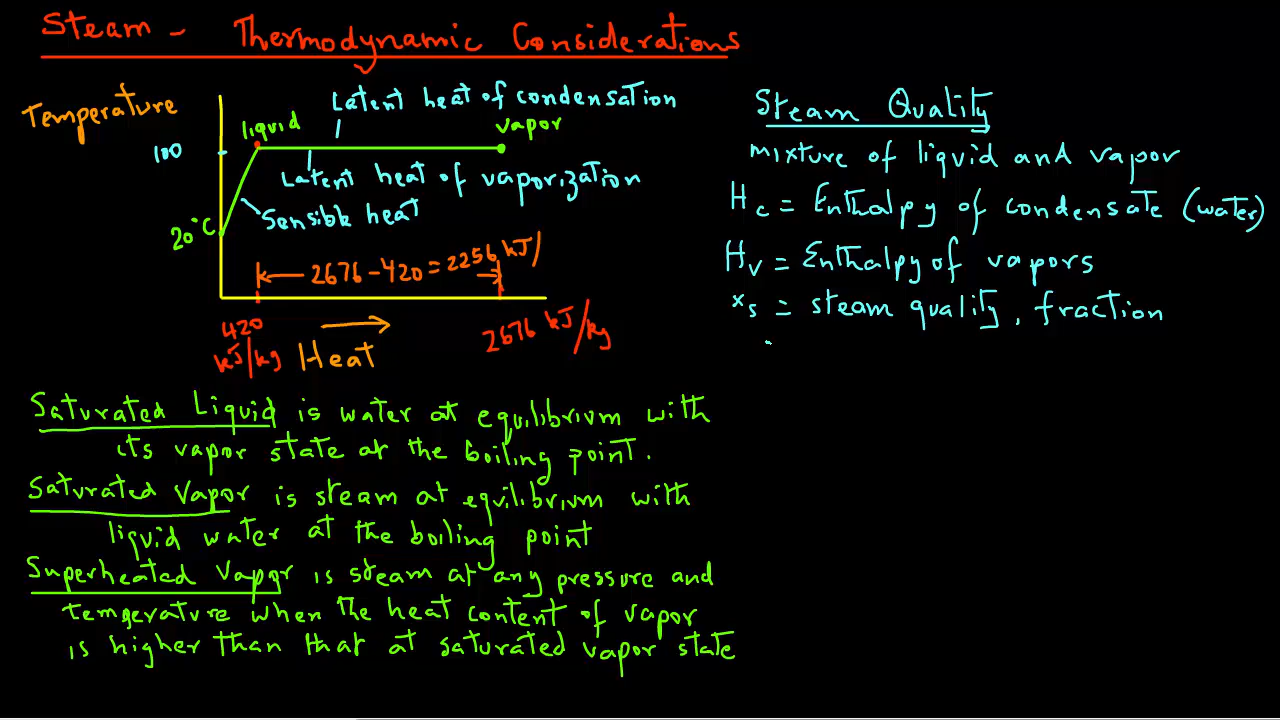 Steam - Thermodynamic Considerations
Temperature
Latent heat of condensation
liquid
vapor
100
Latent heat of vaporization
Sensible heat
20°C
2676-420 = 2256 kJ/
420
kJ/kg
Heat
2676 kJ/kg
Steam Quality
mixture of liquid and vapor
Hc = Enthalpy of condensate (water)
Hv = Enthalpy of vapors
xs = steam quality, fraction
Saturated Liquid is water at equilibrium with
its vapor state at the boiling point.
Saturated Vapor is steam at equilibrium with
liquid water at the boiling point
Superheated Vapor is steam at any pressure and
temperature when the heat content of vapor
is higher than that at saturated vapor state